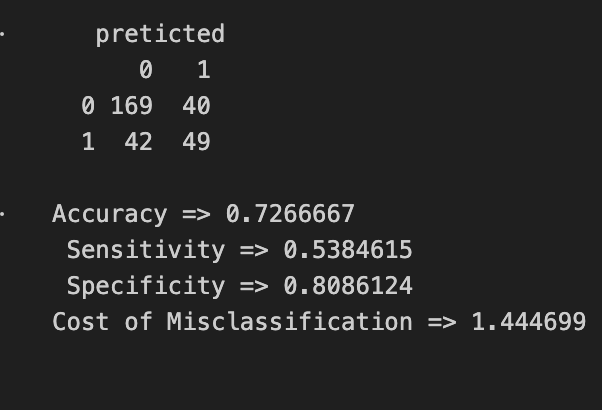 preticted
0 1
0 169 40
1 42 49
Accuracy => 0.7266667
Sensitivity => 0.5384615
Specificity => 0.8086124
Cost of Misclassification => 1.444699